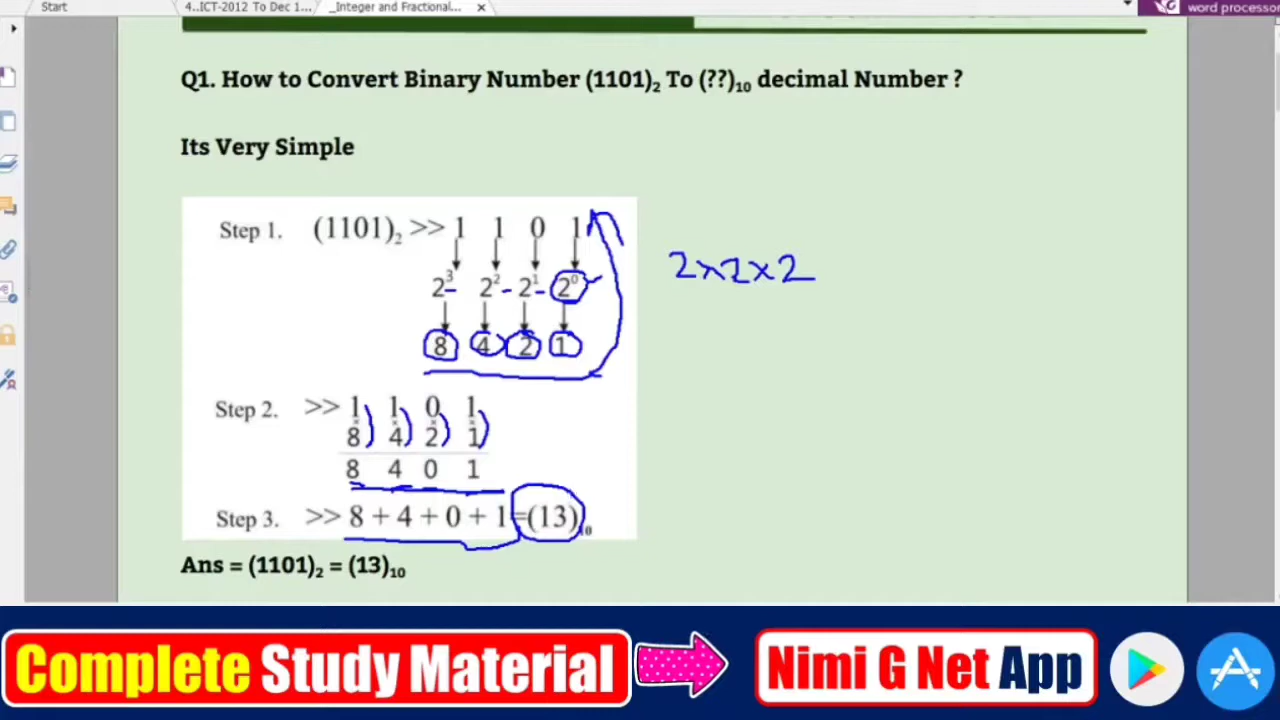 Start 4..ICT-2012 To Dec 1... _Integer and Fractional... ×
word processor
Q1. How to Convert Binary Number (1101)₂ To (??)₁₀ decimal Number ?
Its Very Simple
Step 1. (1101)₂ >> 1 1 0 1
2³ 2² 2¹ 2⁰
2×2×2
8 4 2 1
Step 2. >> 1 1 0 1
× × × ×
8 4 2 1
8 4 0 1
Step 3. >> 8 + 4 + 0 + 1 =(13)₁₀
Ans = (1101)₂ = (13)₁₀
Complete Study Material
Nimi G Net App